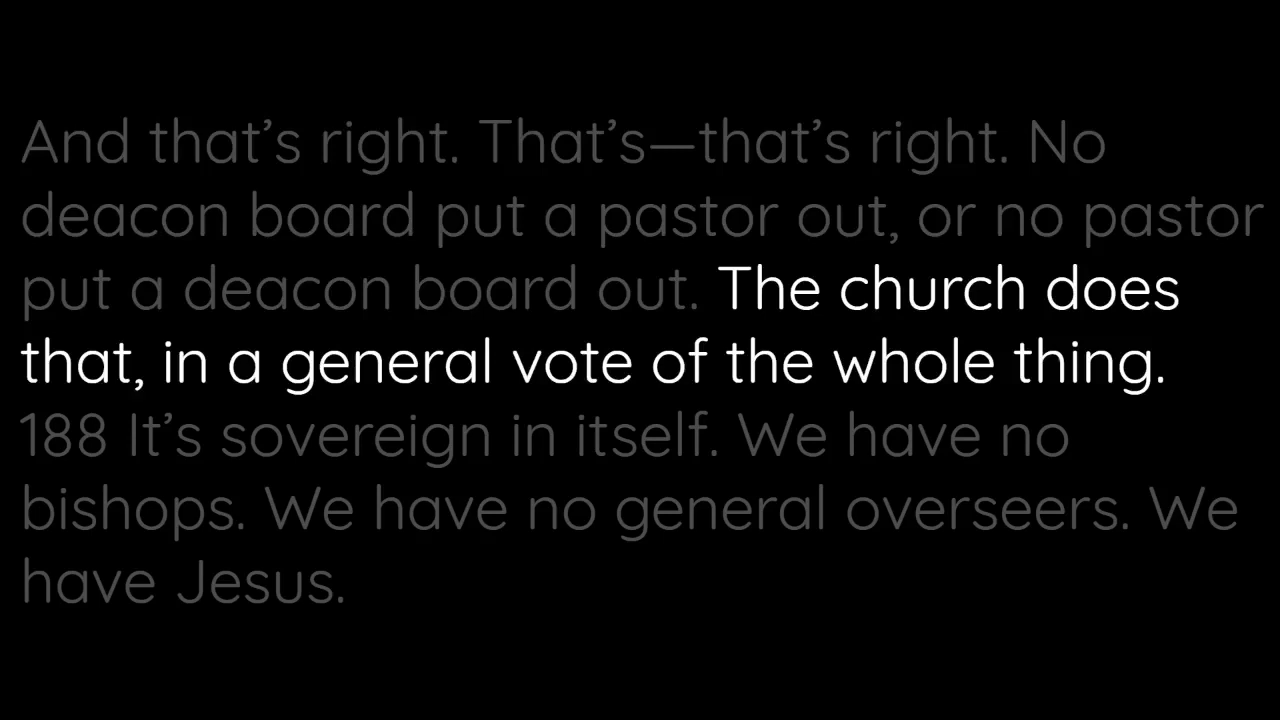 And that’s right. That’s—that’s right. No
deacon board put a pastor out, or no pastor
put a deacon board out. The church does
that, in a general vote of the whole thing.
188 It’s sovereign in itself. We have no
bishops. We have no general overseers. We
have Jesus.